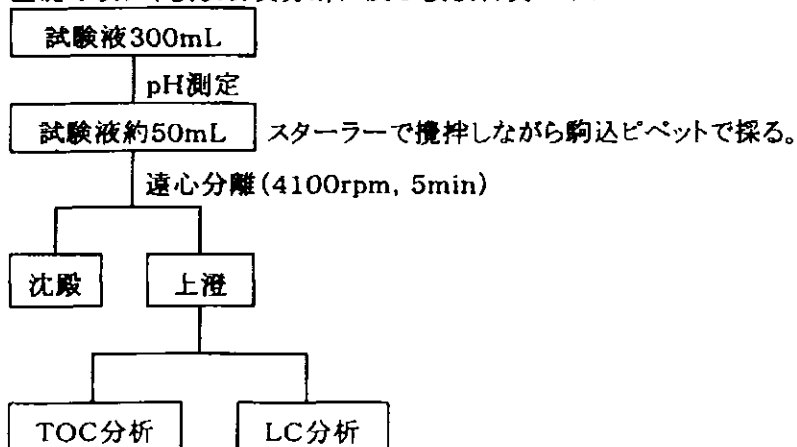 試験液300mL
pH測定
試験液約50mL スターラーで攪拌しながら駒込ピペットで採る。
遠心分離(4100rpm, 5min)
沈殿 上澄
TOC分析 LC分析